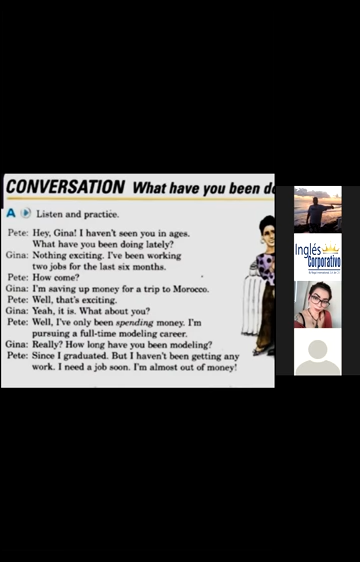 CONVERSATION What have you been d
A Listen and practice.
Pete: Hey, Gina! I haven't seen you in ages.
What have you been doing lately?
Gina: Nothing exciting. I've been working
two jobs for the last six months.
Pete: How come?
Gina: I'm saving up money for a trip to Morocco.
Pete: Well, that's exciting.
Gina: Yeah, it is. What about you?
Pete: Well, I've only been spending money. I'm
pursuing a full-time modeling career.
Gina: Really? How long have you been modeling?
Pete: Since I graduated. But I haven't been getting any
work. I need a job soon. I'm almost out of money!
Inglés
Corporativo